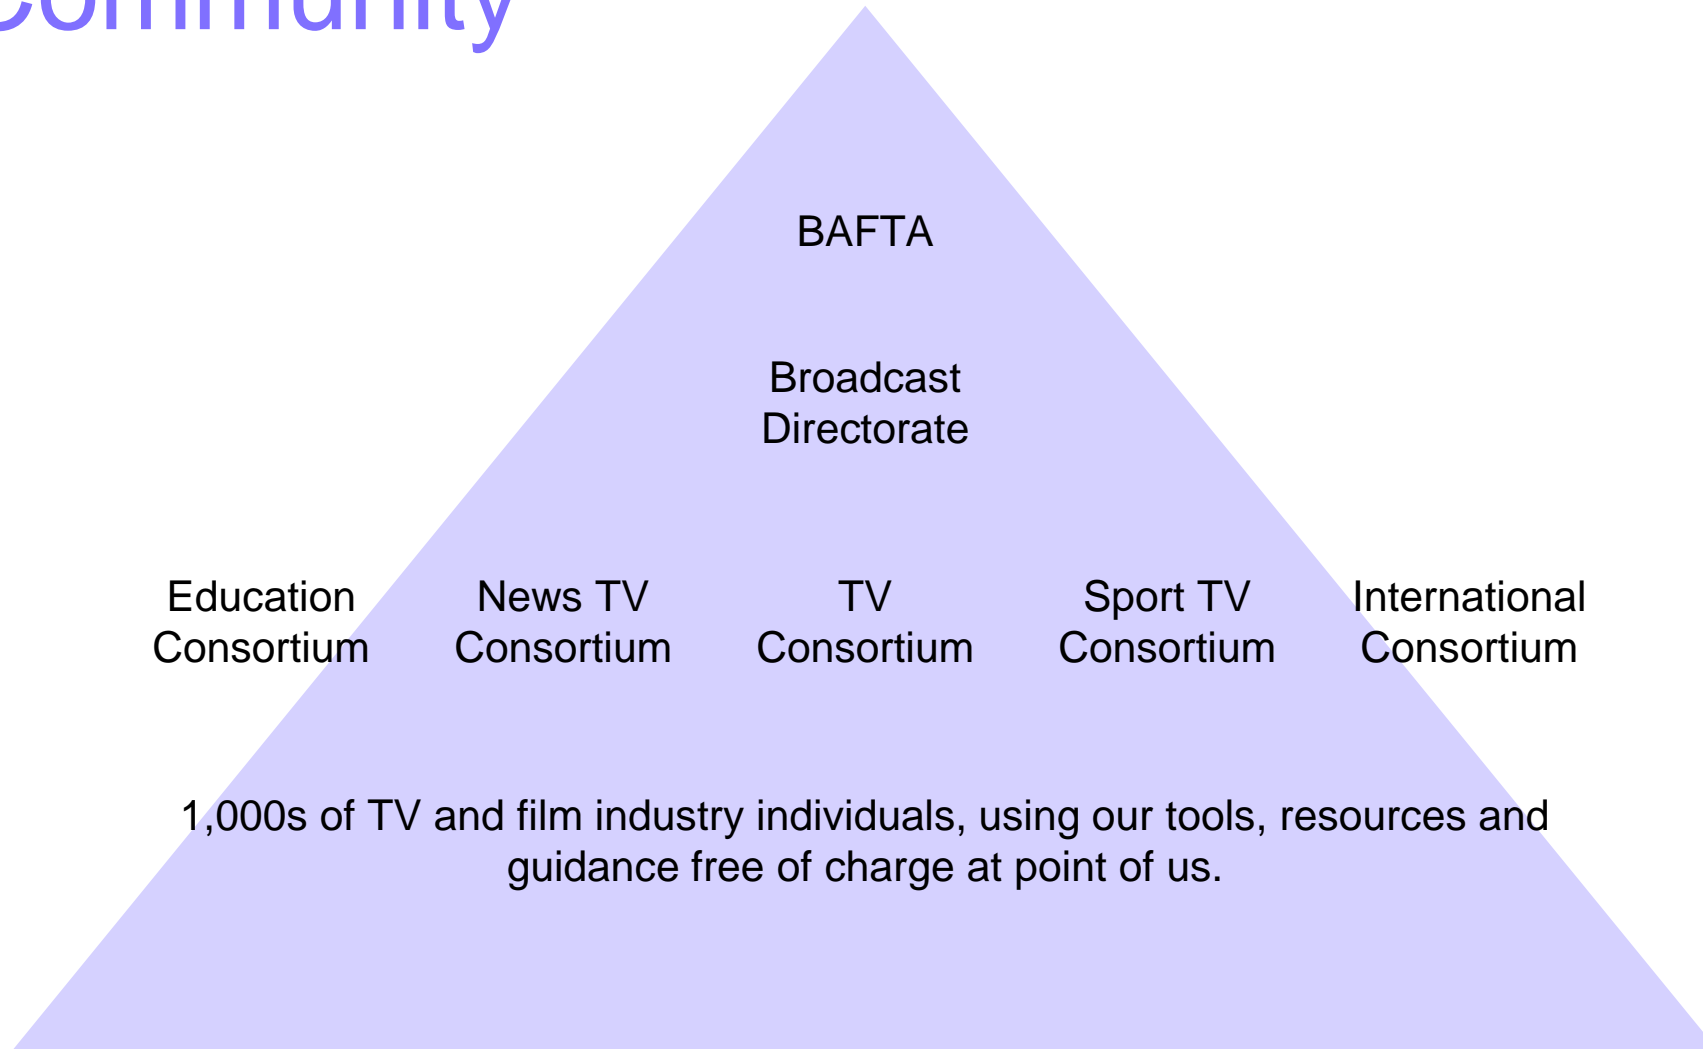 Community
BAFTA
Broadcast
Directorate
Education
Consortium
News TV
Consortium
TV
Consortium
Sport TV
Consortium
International
Consortium
1,000s of TV and film industry individuals, using our tools, resources and
guidance free of charge at point of us.